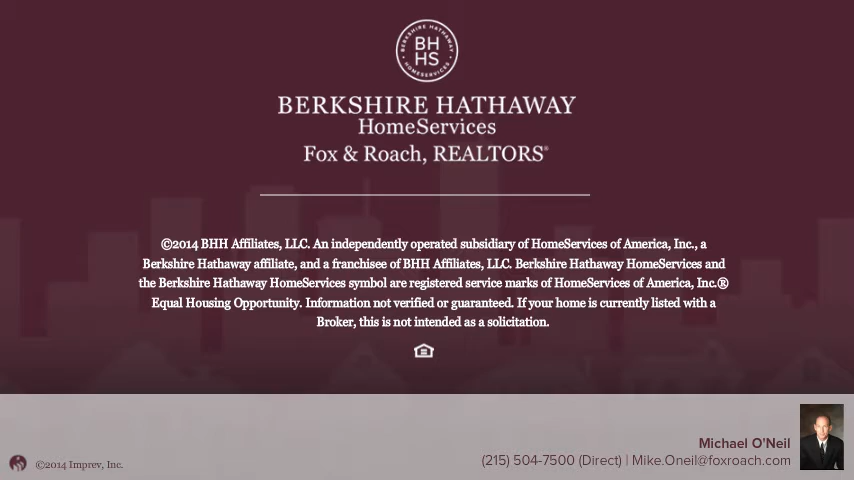 BERKSHIRE HATHAWAY
HOMESERVICES
BH
HS
BERKSHIRE HATHAWAY
HomeServices
Fox & Roach, REALTORS®
©2014 BHH Affiliates, LLC. An independently operated subsidiary of HomeServices of America, Inc., a
Berkshire Hathaway affiliate, and a franchisee of BHH Affiliates, LLC. Berkshire Hathaway HomeServices and
the Berkshire Hathaway HomeServices symbol are registered service marks of HomeServices of America, Inc.®
Equal Housing Opportunity. Information not verified or guaranteed. If your home is currently listed with a
Broker, this is not intended as a solicitation.
Michael O'Neil
(215) 504-7500 (Direct) | Mike.Oneil@foxroach.com
©2014 Imprev, Inc.